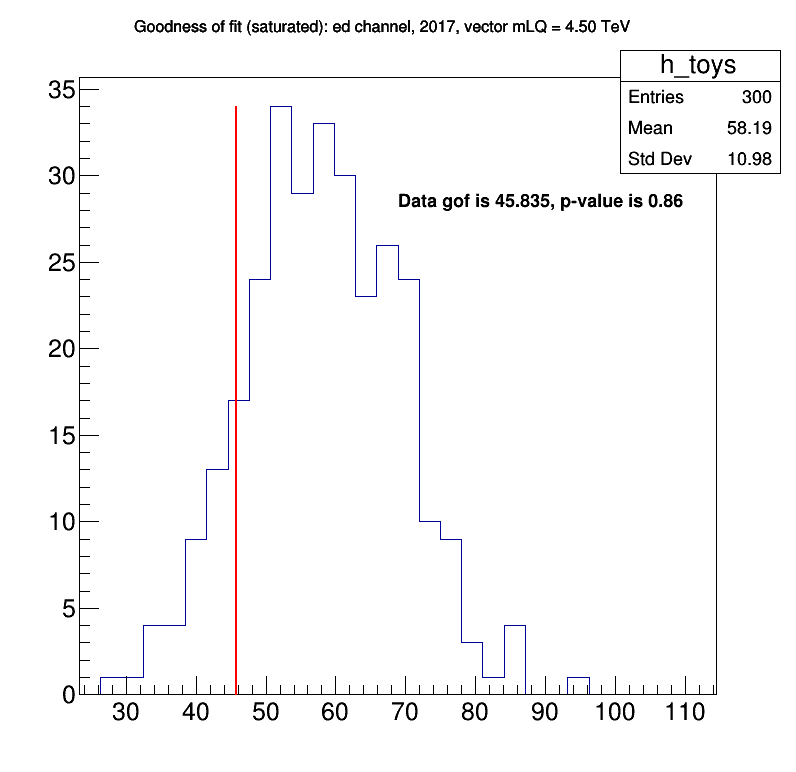 Goodness of fit (saturated): ed channel, 2017, vector mLQ = 4.50 TeV
h_toys
Entries 300
Mean 58.19
Std Dev 10.98
Data gof is 45.835, p-value is 0.86
35
30
25
20
15
10
5
0
30 40 50 60 70 80 90 100 110